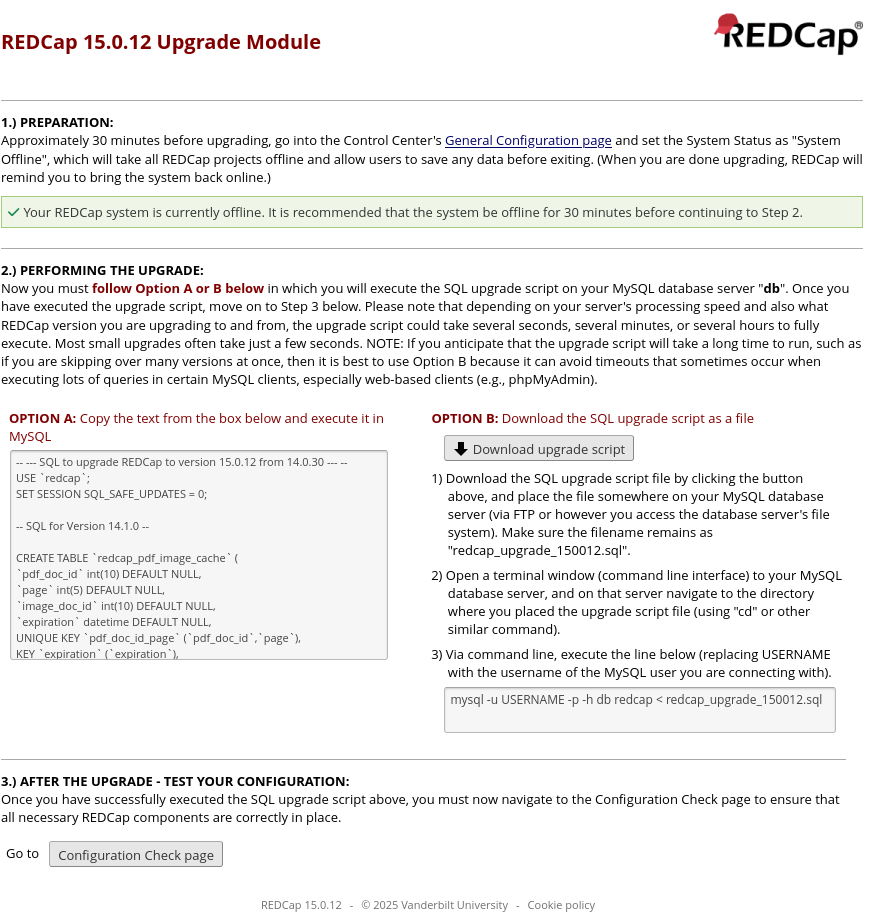 REDCap 15.0.12 Upgrade Module
REDCap®
1.) PREPARATION:
Approximately 30 minutes before upgrading, go into the Control Center's General Configuration page and set the System Status as "System
Offline", which will take all REDCap projects offline and allow users to save any data before exiting. (When you are done upgrading, REDCap will
remind you to bring the system back online.)
Your REDCap system is currently offline. It is recommended that the system be offline for 30 minutes before continuing to Step 2.
2.) PERFORMING THE UPGRADE:
Now you must follow Option A or B below in which you will execute the SQL upgrade script on your MySQL database server "db". Once you
have executed the upgrade script, move on to Step 3 below. Please note that depending on your server's processing speed and also what
REDCap version you are upgrading to and from, the upgrade script could take several seconds, several minutes, or several hours to fully
execute. Most small upgrades often take just a few seconds. NOTE: If you anticipate that the upgrade script will take a long time to run, such as
if you are skipping over many versions at once, then it is best to use Option B because it can avoid timeouts that sometimes occur when
executing lots of queries in certain MySQL clients, especially web-based clients (e.g., phpMyAdmin).
OPTION A: Copy the text from the box below and execute it in
MySQL
-- --- SQL to upgrade REDCap to version 15.0.12 from 14.0.30 --- --
USE `redcap`;
SET SESSION SQL_SAFE_UPDATES = 0;
-- SQL for Version 14.1.0 --
CREATE TABLE `redcap_pdf_image_cache` (
`pdf_doc_id` int(10) DEFAULT NULL,
`page` int(5) DEFAULT NULL,
`image_doc_id` int(10) DEFAULT NULL,
`expiration` datetime DEFAULT NULL,
UNIQUE KEY `pdf_doc_id_page` (`pdf_doc_id`,`page`),
KEY `expiration` (`expiration`),
OPTION B: Download the SQL upgrade script as a file
Download upgrade script
1) Download the SQL upgrade script file by clicking the button
above, and place the file somewhere on your MySQL database
server (via FTP or however you access the database server's file
system). Make sure the filename remains as
"redcap_upgrade_150012.sql".
2) Open a terminal window (command line interface) to your MySQL
database server, and on that server navigate to the directory
where you placed the upgrade script file (using "cd" or other
similar command).
3) Via command line, execute the line below (replacing USERNAME
with the username of the MySQL user you are connecting with).
mysql -u USERNAME -p -h db redcap < redcap_upgrade_150012.sql
3.) AFTER THE UPGRADE - TEST YOUR CONFIGURATION:
Once you have successfully executed the SQL upgrade script above, you must now navigate to the Configuration Check page to ensure that
all necessary REDCap components are correctly in place.
Go to Configuration Check page
REDCap 15.0.12 - © 2025 Vanderbilt University - Cookie policy